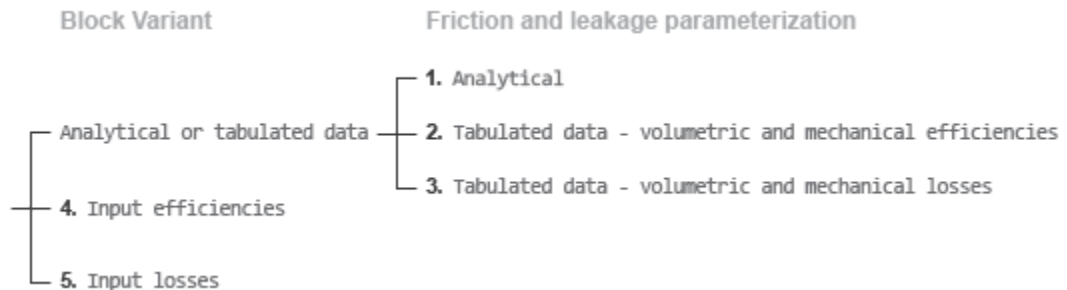 Block Variant
Friction and leakage parameterization
1. Analytical
Analytical or tabulated data
2. Tabulated data - volumetric and mechanical efficiencies
3. Tabulated data - volumetric and mechanical losses
4. Input efficiencies
5. Input losses